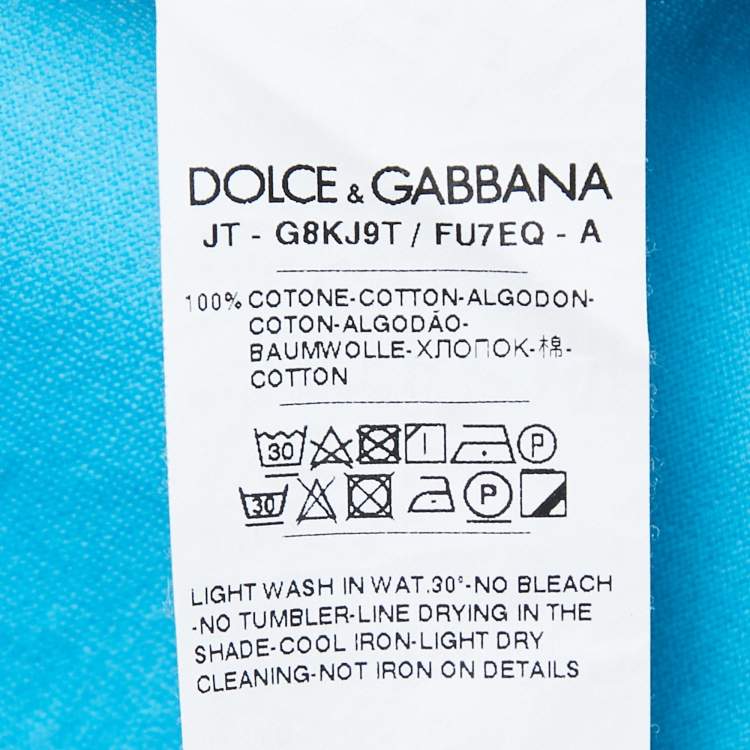 DOLCE & GABBANA
JT - G8KJ9T / FU7EQ - A
100% COTONE-COTTON-ALGODON-
COTON-ALGODÃO-
BAUMWOLLE-ХЛОПОК-棉-
COTTON
30 P
30 P
LIGHT WASH IN WAT.30°-NO BLEACH
-NO TUMBLER-LINE DRYING IN THE
SHADE-COOL IRON-LIGHT DRY
CLEANING-NOT IRON ON DETAILS